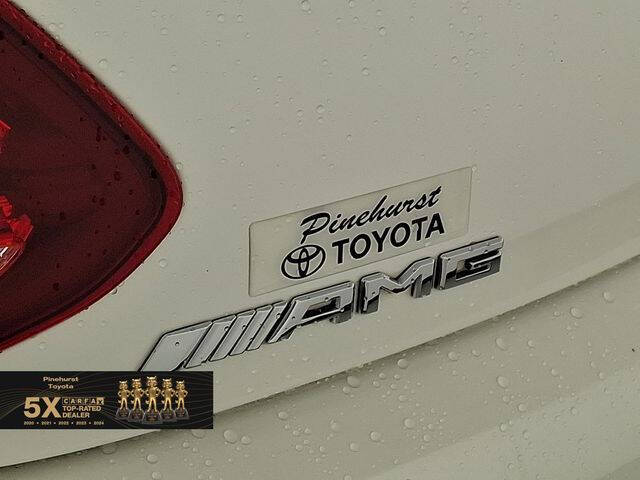 Pinehurst
TOYOTA
AMG
Pinehurst
Toyota
5X
CARFAX
TOP-RATED
DEALER
2020 • 2021 • 2022 • 2023 • 2024